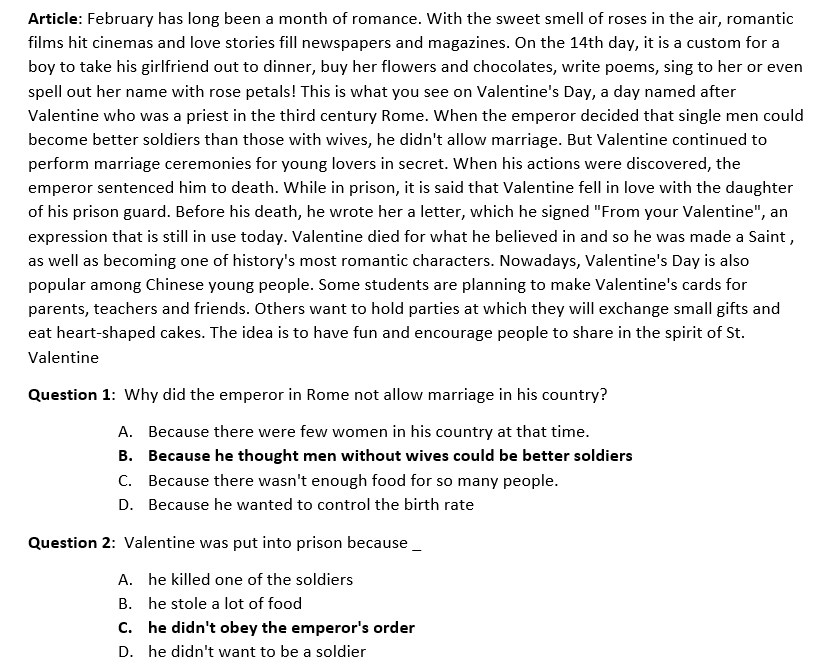 Article: February has long been a month of romance. With the sweet smell of roses in the air, romantic
films hit cinemas and love stories fill newspapers and magazines. On the 14th day, it is a custom for a
boy to take his girlfriend out to dinner, buy her flowers and chocolates, write poems, sing to her or even
spell out her name with rose petals! This is what you see on Valentine's Day, a day named after
Valentine who was a priest in the third century Rome. When the emperor decided that single men could
become better soldiers than those with wives, he didn't allow marriage. But Valentine continued to
perform marriage ceremonies for young lovers in secret. When his actions were discovered, the
emperor sentenced him to death. While in prison, it is said that Valentine fell in love with the daughter
of his prison guard. Before his death, he wrote her a letter, which he signed "From your Valentine", an
expression that is still in use today. Valentine died for what he believed in and so he was made a Saint ,
as well as becoming one of history's most romantic characters. Nowadays, Valentine's Day is also
popular among Chinese young people. Some students are planning to make Valentine's cards for
parents, teachers and friends. Others want to hold parties at which they will exchange small gifts and
eat heart-shaped cakes. The idea is to have fun and encourage people to share in the spirit of St.
Valentine
Question 1: Why did the emperor in Rome not allow marriage in his country?
A. Because there were few women in his country at that time.
B. Because he thought men without wives could be better soldiers
C. Because there wasn't enough food for so many people.
D. Because he wanted to control the birth rate
Question 2: Valentine was put into prison because _
A. he killed one of the soldiers
B. he stole a lot of food
C. he didn't obey the emperor's order
D. he didn't want to be a soldier